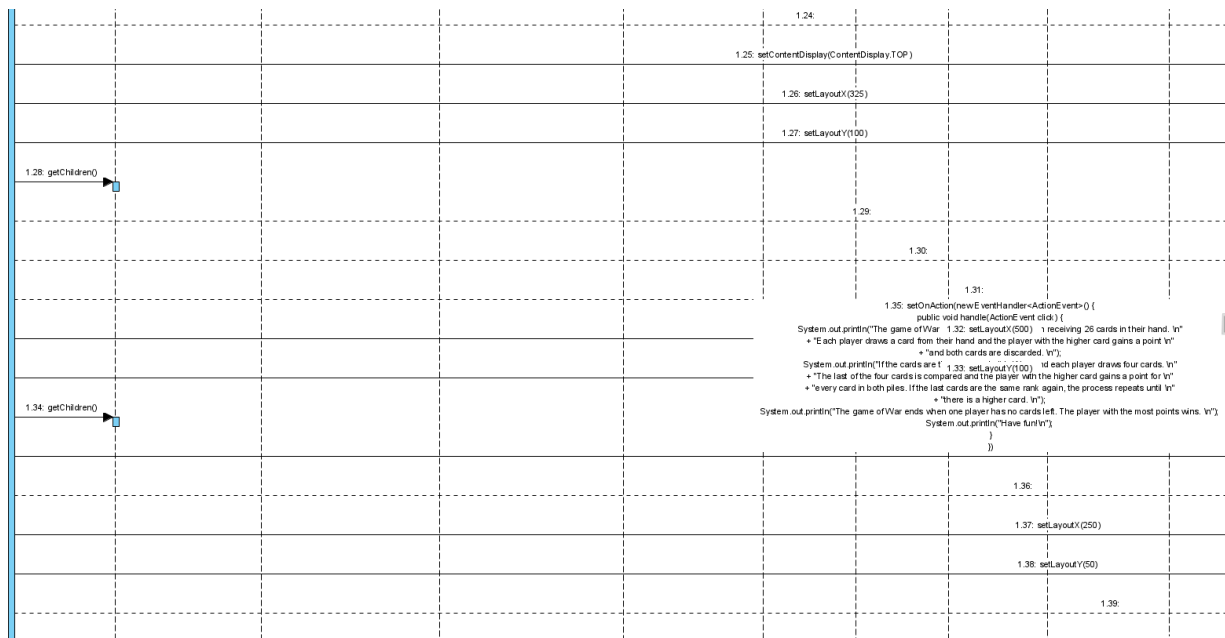 1.24:
1.25: setContentDisplay(ContentDisplay.TOP)
1.26: setLayoutX(325)
1.27: setLayoutY(100)
1.28: getChildren()
1.29:
1.30:
1.31:
1.35: setOnAction(new EventHandler<ActionEvent>() {
public void handle(ActionEvent click) {
System.out.println("The game of War
1.32: setLayoutX(500)
receiving 26 cards in their hand. \n"
+ "Each player draws a card from their hand and the player with the higher card gains a point \n"
+ "and both cards are discarded. \n");
System.out.println("If the cards are
each player draws four cards. \n"
1.33: setLayoutY(100)
+ "The last of the four cards is compared and the player with the higher card gains a point for \n"
+ "every card in both piles. If the last cards are the same rank again, the process repeats until \n"
+ "there is a higher card. \n");
1.34: getChildren()
System.out.println("The game of War ends when one player has no cards left. The player with the most points wins. \n");
System.out.println("Have fun!\n");
}
})
1.36:
1.37: setLayoutX(250)
1.38: setLayoutY(50)
1.39: